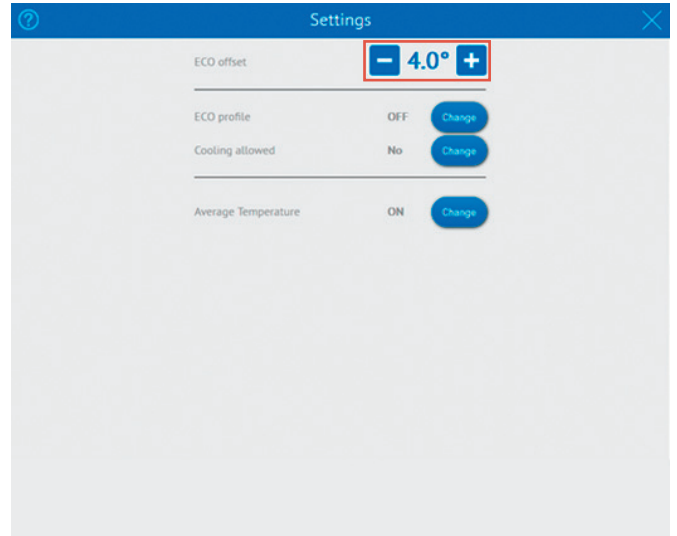 ? Settings
ECO offset − 4.0° +
ECO profile OFF Change
Cooling allowed No Change
Average Temperature ON Change